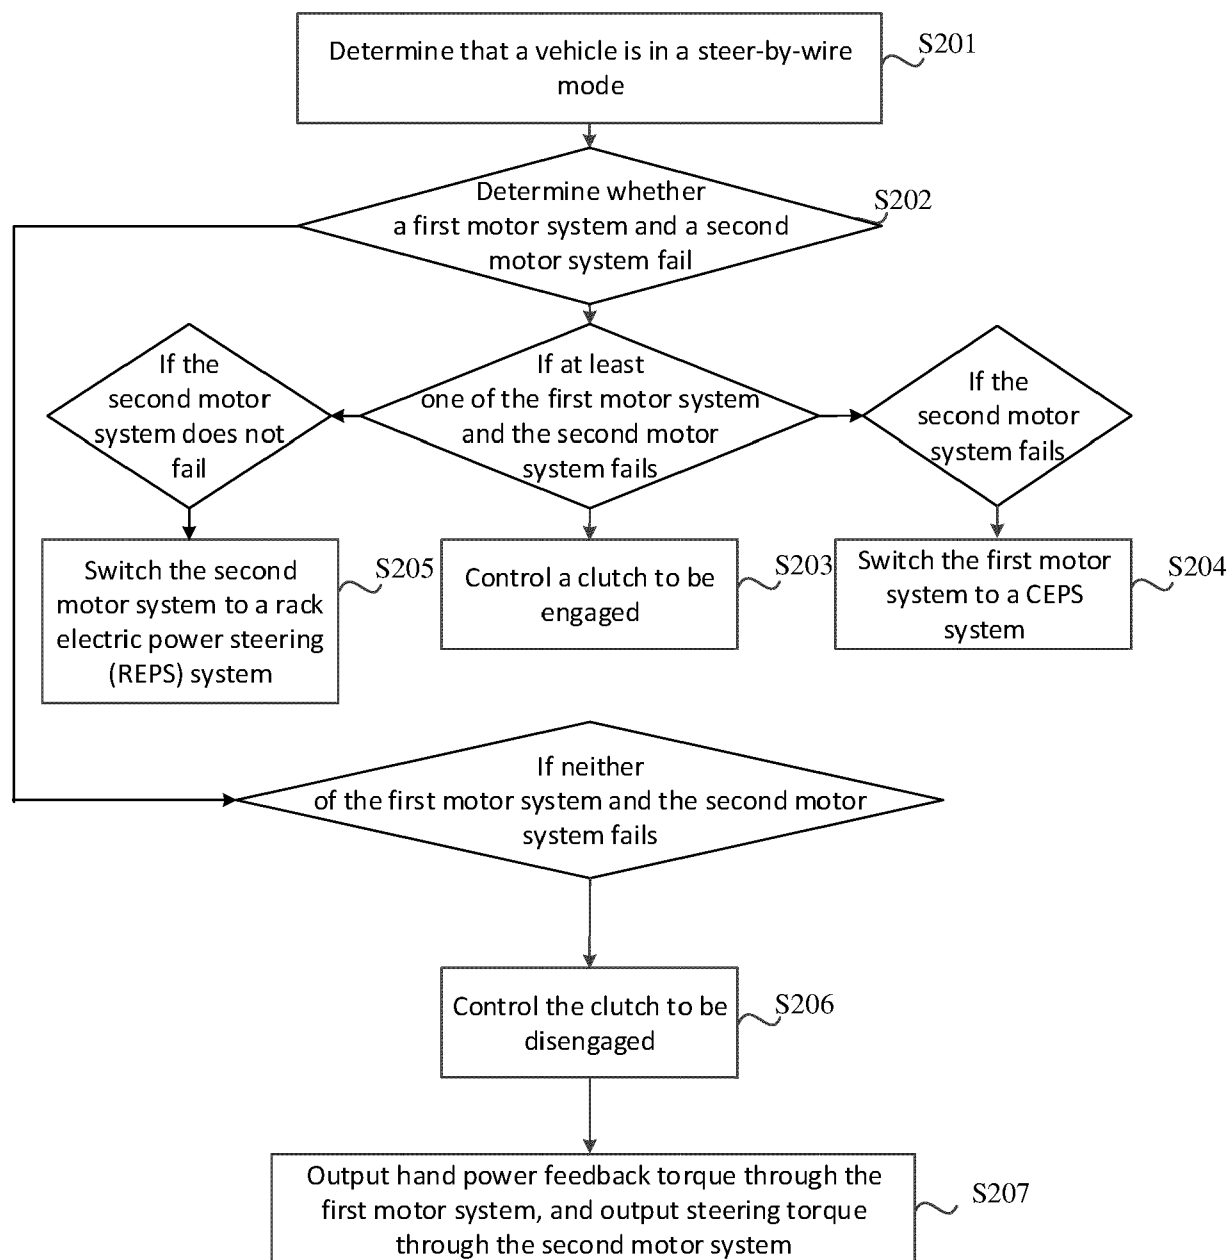 Determine that a vehicle is in a steer-by-wire
mode
S201
Determine whether
a first motor system and a second
motor system fail
S202
If the
second motor
system does not
fail
If at least
one of the first motor system
and the second motor
system fails
If the
second motor
system fails
Switch the second
motor system to a rack
electric power steering
(REPS) system
S205
Control a clutch to be
engaged
S203
Switch the first motor
system to a CEPS
system
S204
If neither
of the first motor system and the second motor
system fails
Control the clutch to be
disengaged
S206
Output hand power feedback torque through the
first motor system, and output steering torque
through the second motor system
S207